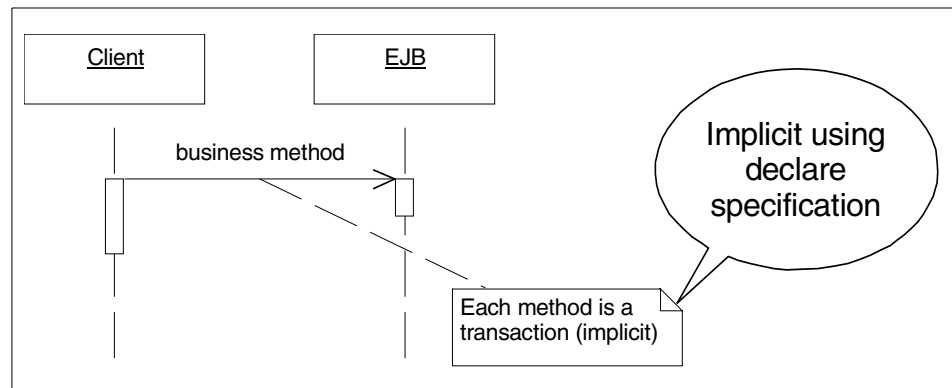 Client
EJB
business method
Implicit using
declare
specification
Each method is a
transaction (implicit)